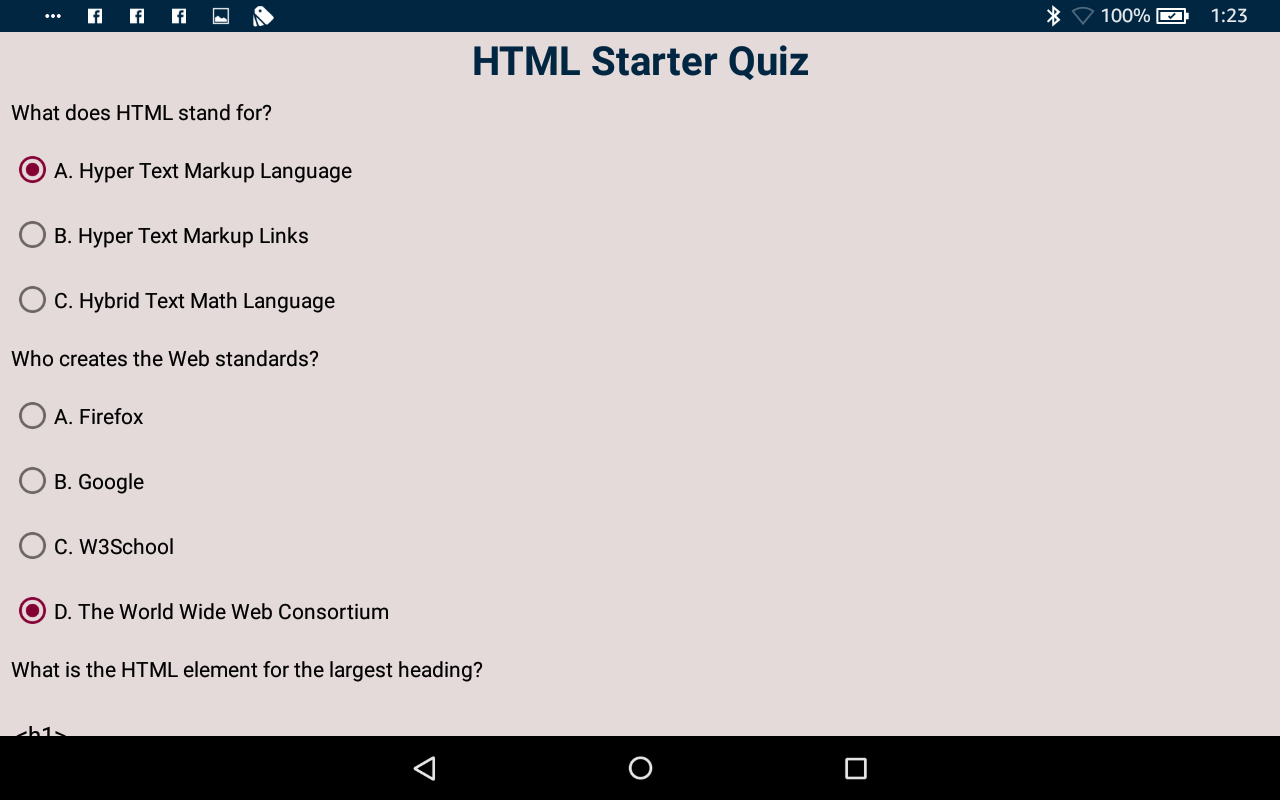 100% 1:23
HTML Starter Quiz
What does HTML stand for?
A. Hyper Text Markup Language
B. Hyper Text Markup Links
C. Hybrid Text Math Language
Who creates the Web standards?
A. Firefox
B. Google
C. W3School
D. The World Wide Web Consortium
What is the HTML element for the largest heading?
<h1>